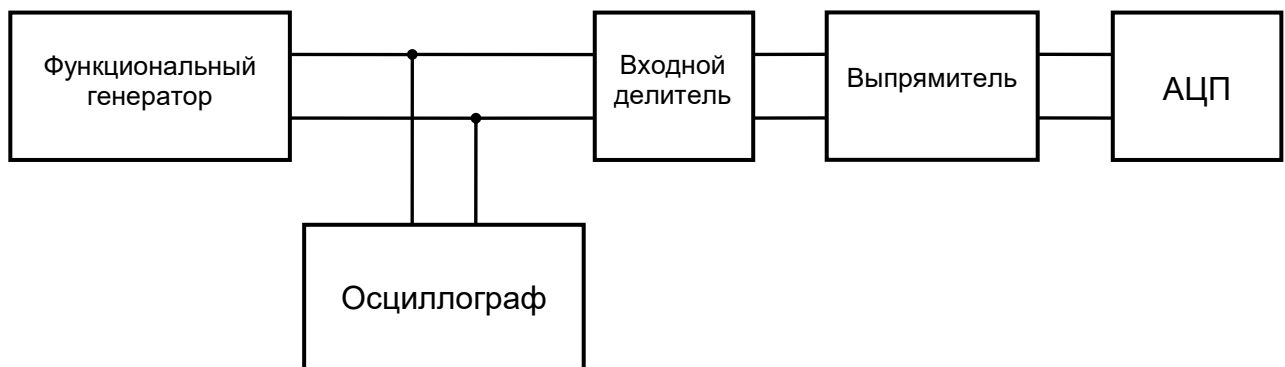 Функциональный
генератор
Входной
делитель
Выпрямитель
АЦП
Осциллограф